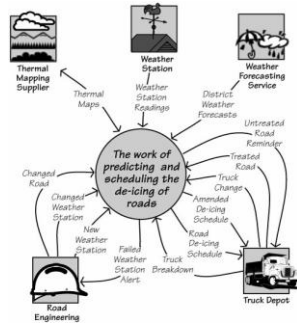 Thermal
Mapping
Supplier
Weather
Station
Weather
Forecasting
Service
Thermal
Maps
Weather
Station
Readings
District
Weather
Forecasts
Untreated
Road
Reminder
The work of
predicting and
scheduling the
de-icing of
roads
Treated
Road
Truck
Change
Changed
Road
Changed
Weather
Station
New
Weather
Station
Failed
Weather
Station
Alert
Amended
De-icing
Schedule
Road
De-icing
Schedule
Truck
Breakdown
Road
Engineering
Truck Depot